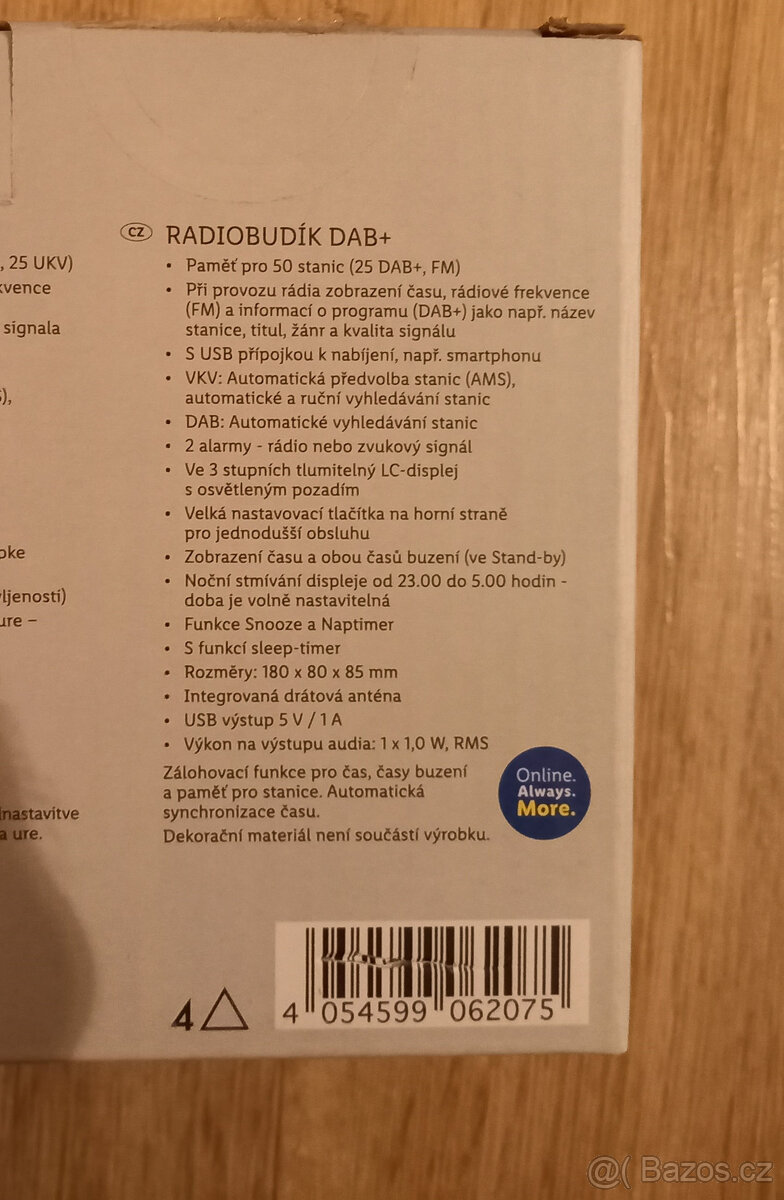 , 25 UKV)
kvence
signala
),
oke
ljenosti)
ure –
nastavitve
a ure.
CZ RADIOBUDÍK DAB+
• Paměť pro 50 stanic (25 DAB+, FM)
• Při provozu rádia zobrazení času, rádiové frekvence
(FM) a informací o programu (DAB+) jako např. název
stanice, titul, žánr a kvalita signálu
• S USB přípojkou k nabíjení, např. smartphonu
• VKV: Automatická předvolba stanic (AMS),
automatické a ruční vyhledávání stanic
• DAB: Automatické vyhledávání stanic
• 2 alarmy - rádio nebo zvukový signál
• Ve 3 stupních tlumitelný LC-displej
s osvětleným pozadím
• Velká nastavovací tlačítka na horní straně
pro jednodušší obsluhu
• Zobrazení času a obou časů buzení (ve Stand-by)
• Noční stmívání displeje od 23.00 do 5.00 hodin -
doba je volně nastavitelná
• Funkce Snooze a Naptimer
• S funkcí sleep-timer
• Rozměry: 180 x 80 x 85 mm
• Integrovaná drátová anténa
• USB výstup 5 V / 1 A
• Výkon na výstupu audia: 1 x 1,0 W, RMS
Zálohovací funkce pro čas, časy buzení
a paměť pro stanice. Automatická
synchronizace času.
Dekorační materiál není součástí výrobku.
Online.
Always.
More.
4
4 054599 062075
@( Bazos.cz